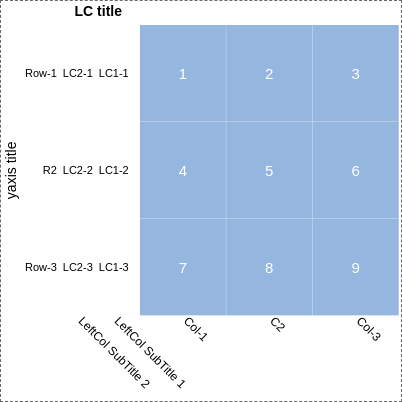 LC title
Row-1 LC2-1 LC1-1 1 2 3
yaxis title
R2 LC2-2 LC1-2 4 5 6
Row-3 LC2-3 LC1-3 7 8 9
LeftCol SubTitle 2
LeftCol SubTitle 1
Col-1
C2
Col-3